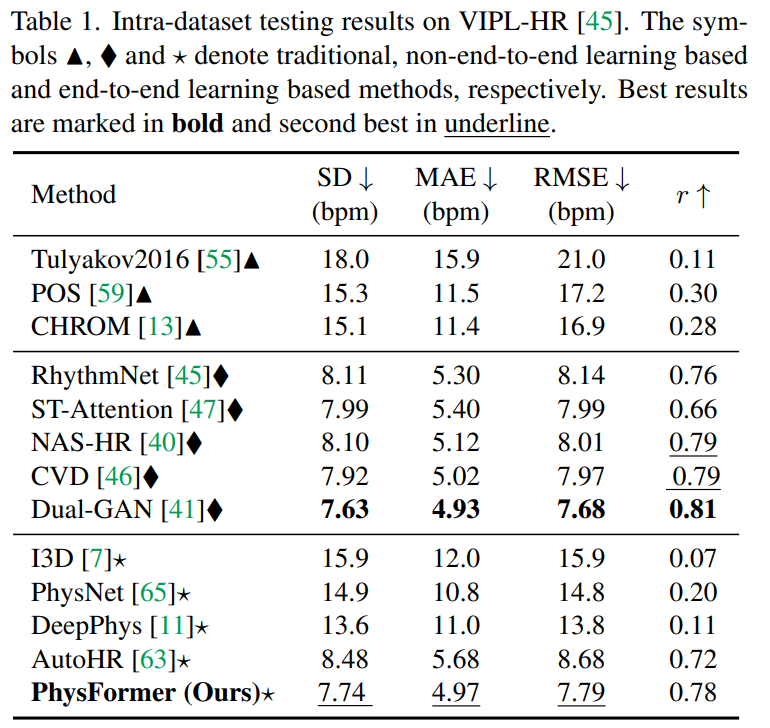 Table 1. Intra-dataset testing results on VIPL-HR [45]. The sym-
bols ▲, ♦ and ⋆ denote traditional, non-end-to-end learning based
and end-to-end learning based methods, respectively. Best results
are marked in bold and second best in underline.
Method SD ↓ (bpm) MAE ↓ (bpm) RMSE ↓ (bpm) r ↑
Tulyakov2016 [55]▲ 18.0 15.9 21.0 0.11
POS [59]▲ 15.3 11.5 17.2 0.30
CHROM [13]▲ 15.1 11.4 16.9 0.28
RhythmNet [45]♦ 8.11 5.30 8.14 0.76
ST-Attention [47]♦ 7.99 5.40 7.99 0.66
NAS-HR [40]♦ 8.10 5.12 8.01 0.79
CVD [46]♦ 7.92 5.02 7.97 0.79
Dual-GAN [41]♦ 7.63 4.93 7.68 0.81
I3D [7]⋆ 15.9 12.0 15.9 0.07
PhysNet [65]⋆ 14.9 10.8 14.8 0.20
DeepPhys [11]⋆ 13.6 11.0 13.8 0.11
AutoHR [63]⋆ 8.48 5.68 8.68 0.72
PhysFormer (Ours)⋆ 7.74 4.97 7.79 0.78